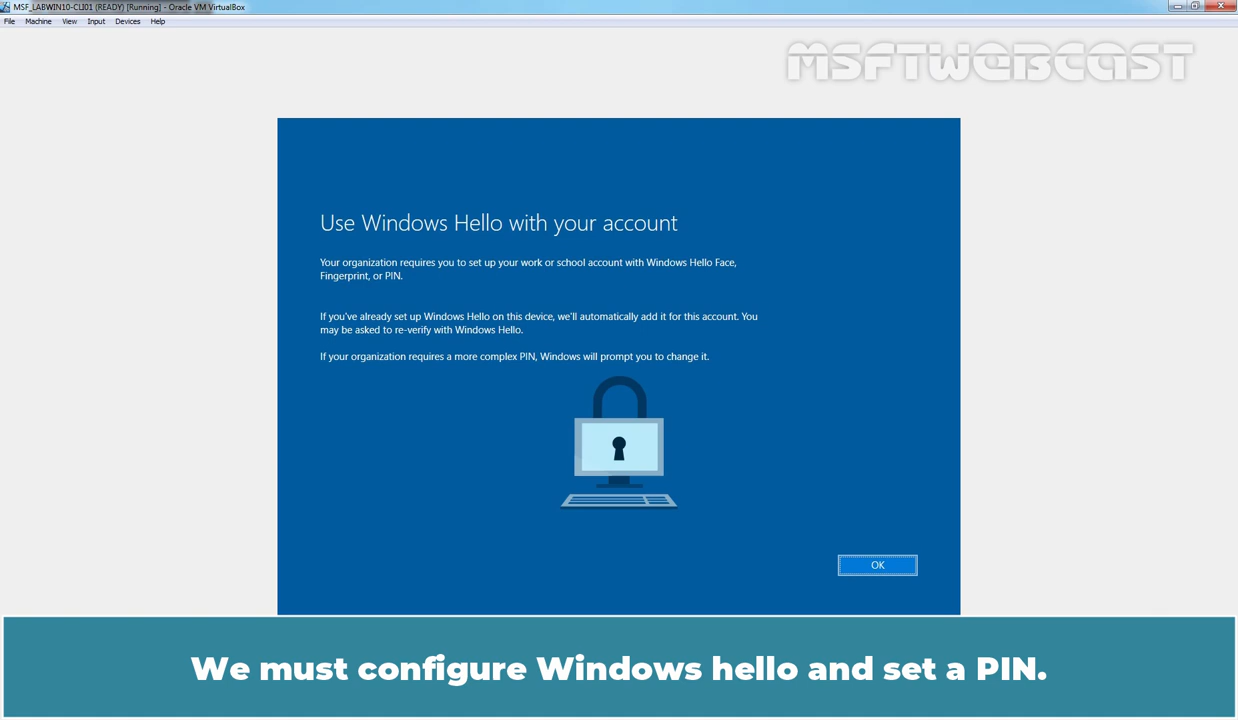 MSF_LABWIN10-CLI01 (READY) [Running] - Oracle VM VirtualBox
File Machine View Input Devices Help
MSFTWEBCAST
Use Windows Hello with your account
Your organization requires you to set up your work or school account with Windows Hello Face,
Fingerprint, or PIN.
If you've already set up Windows Hello on this device, we'll automatically add it for this account. You
may be asked to re-verify with Windows Hello.
If your organization requires a more complex PIN, Windows will prompt you to change it.
OK
We must configure Windows hello and set a PIN.